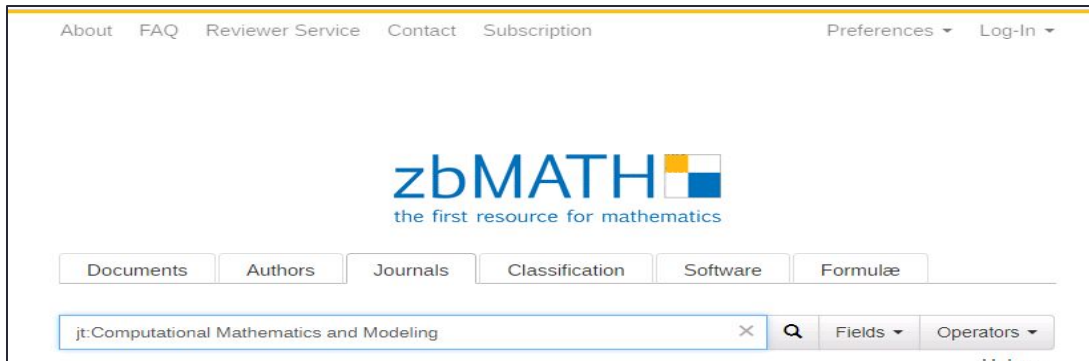 About FAQ Reviewer Service Contact Subscription Preferences Log-In
zbMATH
the first resource for mathematics
Documents Authors Journals Classification Software Formulæ
jt:Computational Mathematics and Modeling × Fields Operators